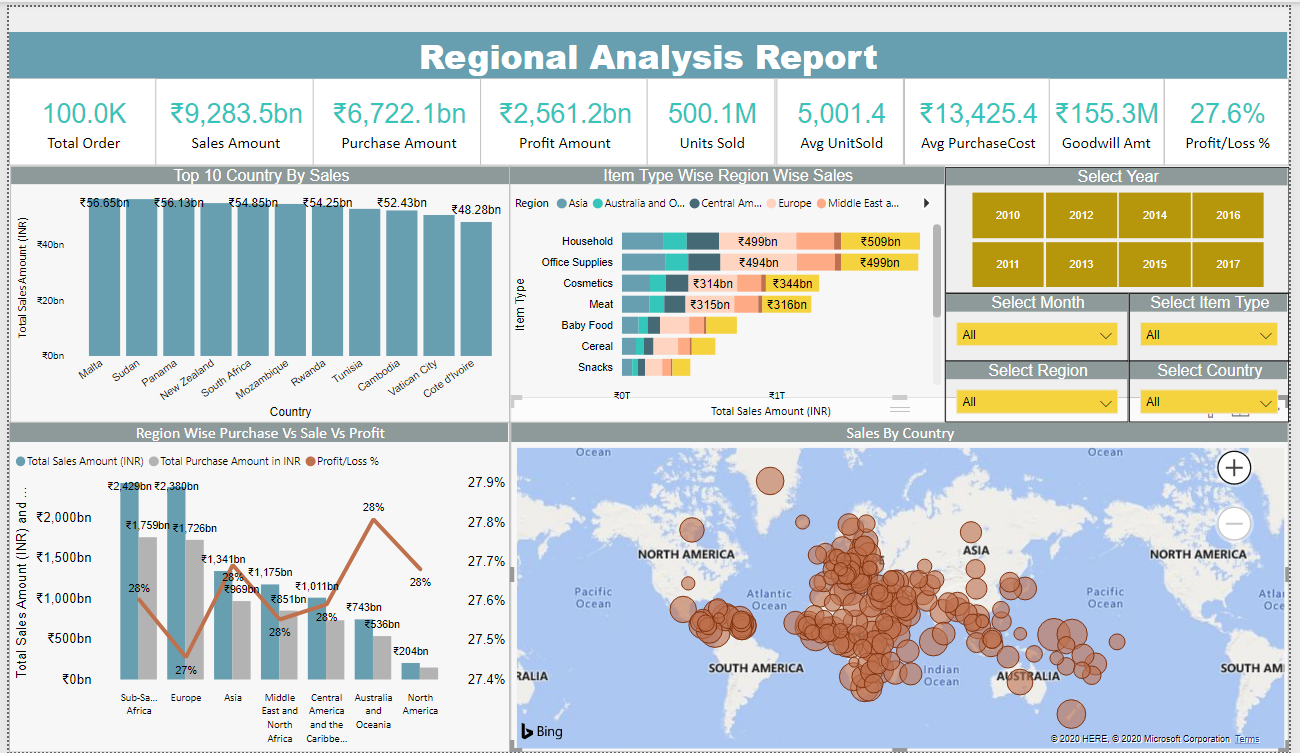 Regional Analysis Report
100.0K
Total Order
₹9,283.5bn
Sales Amount
₹6,722.1bn
Purchase Amount
₹2,561.2bn
Profit Amount
500.1M
Units Sold
5,001.4
Avg UnitSold
₹13,425.4
Avg PurchaseCost
₹155.3M
Goodwill Amt
27.6%
Profit/Loss %
Top 10 Country By Sales
Total Sales Amount (INR)
₹40bn
₹20bn
₹0bn
₹56.65bn
₹56.13bn
₹54.85bn
₹54.25bn
₹52.43bn
₹48.28bn
Malta
Sudan
Panama
New Zealand
South Africa
Mozambique
Rwanda
Tunisia
Cambodia
Vatican City
Cote d'Ivoire
Country
Item Type Wise Region Wise Sales
Region Asia Australia and O... Central Am... Europe Middle East a...
Item Type
Household ₹499bn ₹509bn
Office Supplies ₹494bn ₹499bn
Cosmetics ₹314bn ₹344bn
Meat ₹315bn ₹316bn
Baby Food
Cereal
Snacks
₹0T ₹1T
Total Sales Amount (INR)
Select Year
2010 2012 2014 2016
2011 2013 2015 2017
Select Month
All
Select Item Type
All
Select Region
All
Select Country
All
Region Wise Purchase Vs Sale Vs Profit
Total Sales Amount (INR) Total Purchase Amount in INR Profit/Loss %
Total Sales Amount (INR) and ...
₹2,000bn
₹1,500bn
₹1,000bn
₹500bn
₹0bn
₹2,429bn
₹2,380bn
₹1,759bn
₹1,726bn
₹1,341bn
₹969bn
₹1,175bn
₹851bn
₹1,011bn
₹743bn
₹536bn
₹204bn
28%
27%
28%
28%
28%
28%
28%
27.9%
27.8%
27.7%
27.6%
27.5%
27.4%
Sub-Sa...
Africa
Europe
Asia
Middle
East and
North
Africa
Central
America
and the
Caribbe...
Australia
and
Oceania
North
America
Sales By Country
Ocean
Ocean
NORTH AMERICA
ASIA
NORTH AMERICA
Pacific
Ocean
Atlantic
Ocean
Pacific
Ocean
Atla
Oce
SOUTH AMERICA
Indian
Ocean
RALIA
AUSTRALIA
SOUTH AM
Bing
© 2020 HERE, © 2020 Microsoft Corporation Terms